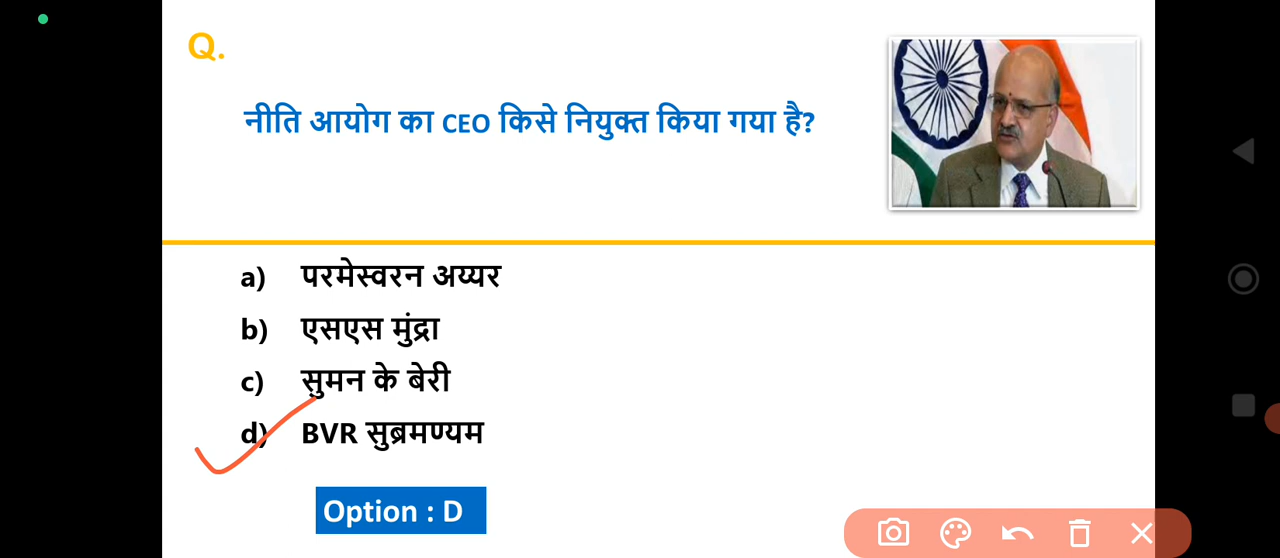 Q.
नीति आयोग का CEO किसे नियुक्त किया गया है?
a) परमेस्वरन अय्यर
b) एसएस मुंद्रा
c) सुमन के बेरी
d) BVR सुब्रमण्यम
Option : D